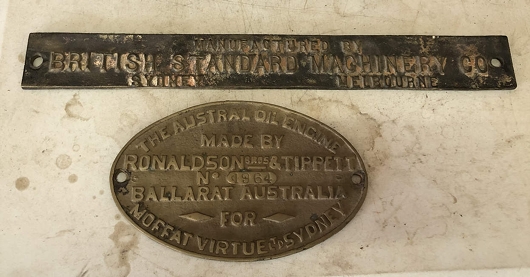 MANUFACTURED BY
BRITISH STANDARD MACHINERY CO
SYDNEY MELBOURNE
THE AUSTRAL OIL ENGINE
MADE BY
RONALDSON BROS & TIPPETT
No
BALLARAT AUSTRALIA
FOR
MOFFAT VIRTUE SYDNEY